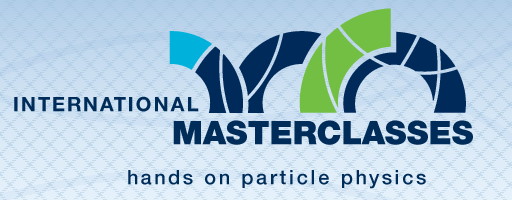 INTERNATIONAL
MASTERCLASSES
hands on particle physics